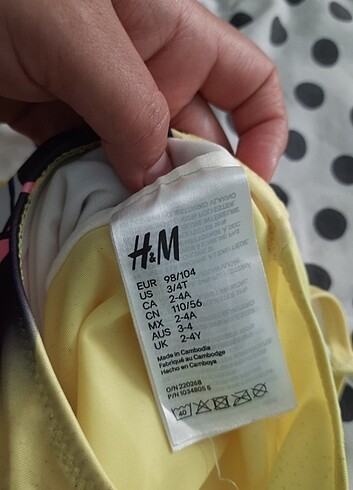 H&M
EUR 98/104
US 3/4T
CA 2-4A
CN 110/56
MX 2-4A
AUS 3-4
UK 2-4Y
Made in Cambodia
Fabriqué au Cambodge
Hecho en Camboya
O/N 220268
P/N 1034805 5
40